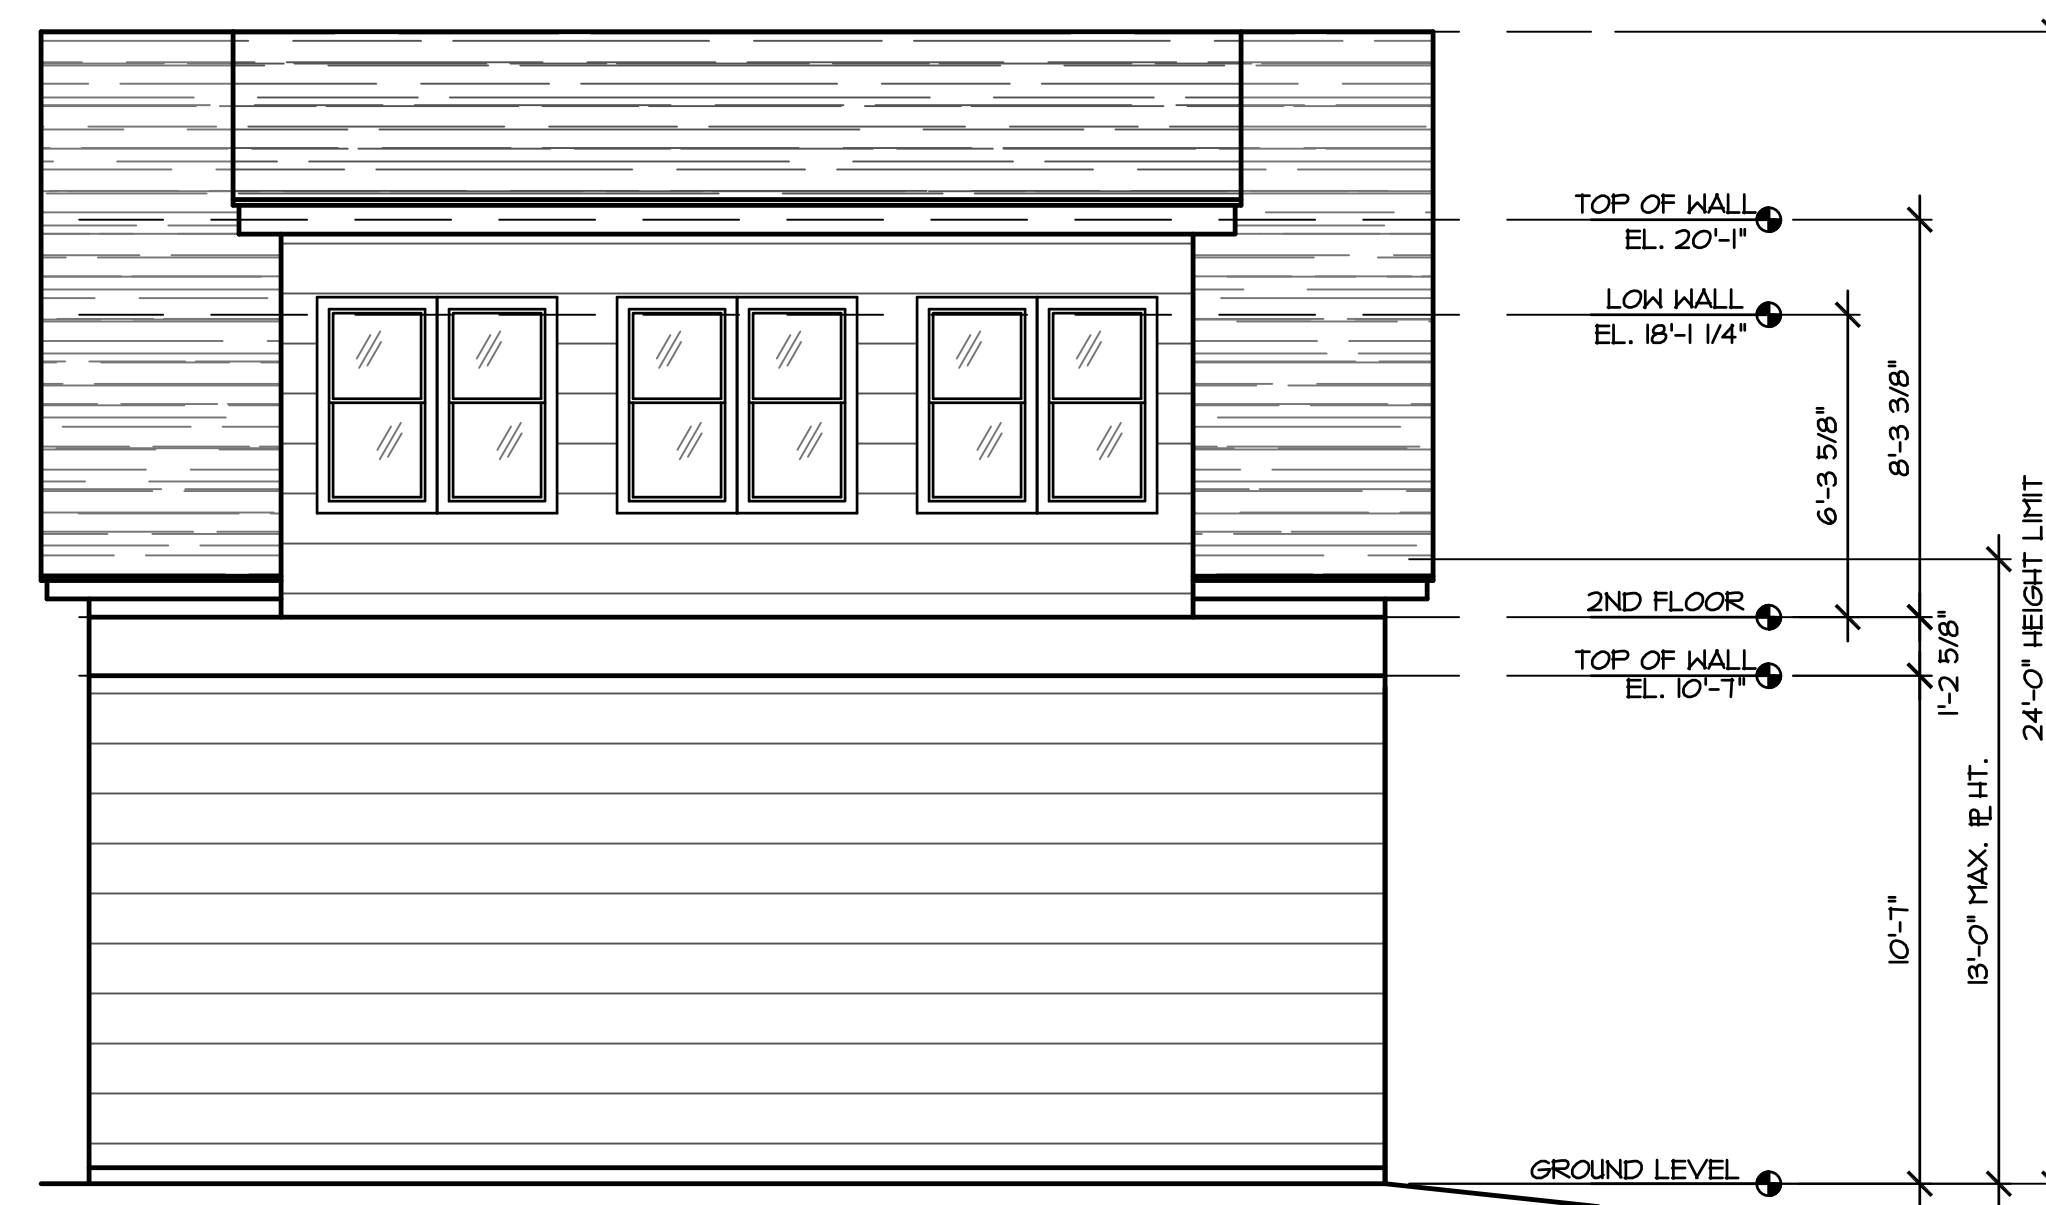 TOP OF WALL
EL. 20'-1"
LOW WALL
EL. 18'-1 1/4"
8'-3 3/8"
6'-3 5/8"
24'-0" HEIGHT LIMIT
2ND FLOOR
1'-2 5/8"
TOP OF WALL
EL. 10'-7"
13'-0" MAX. PL HT.
10'-7"
GROUND LEVEL